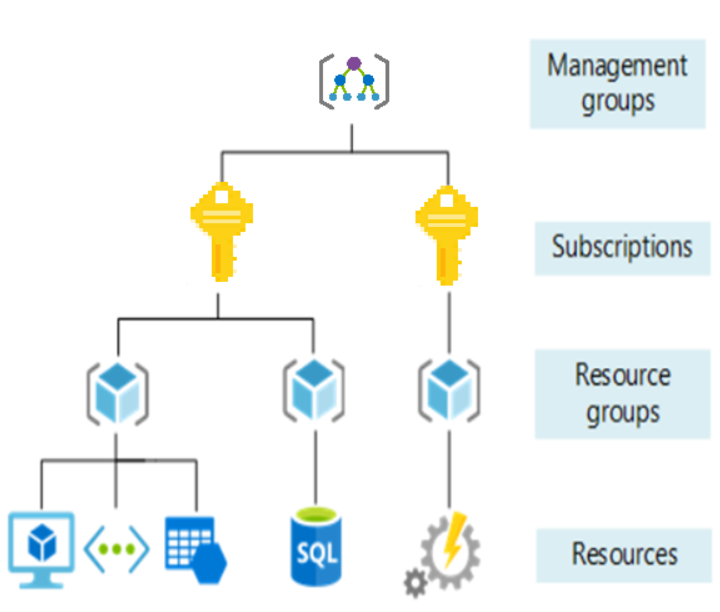 Management
groups
Subscriptions
Resource
groups
SQL
Resources